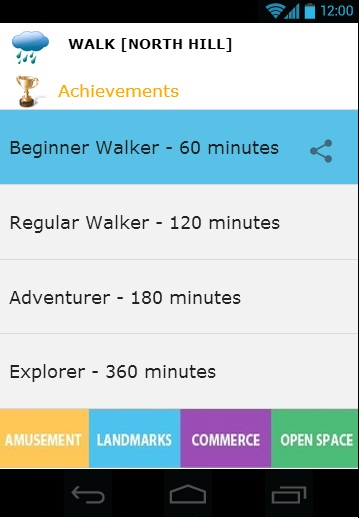 12:00
WALK [NORTH HILL]
Achievements
Beginner Walker - 60 minutes
Regular Walker - 120 minutes
Adventurer - 180 minutes
Explorer - 360 minutes
AMUSEMENT LANDMARKS COMMERCE OPEN SPACE